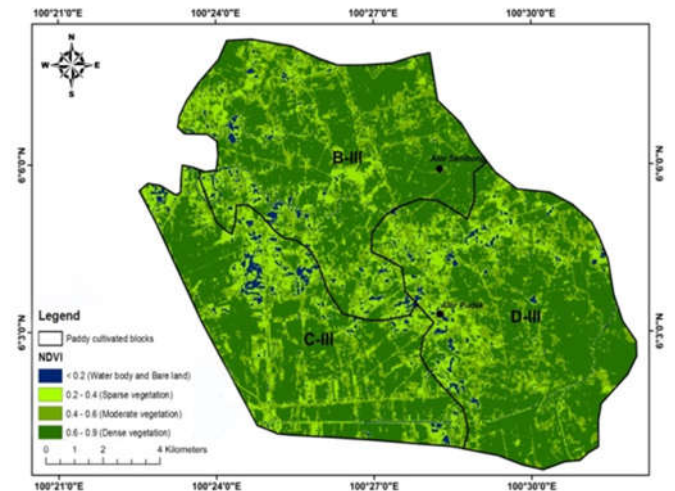 100°21'0"E 100°24'0"E 100°27'0"E 100°30'0"E
N
W E
S
6°6'0"N 6°6'0"N
B-III
6°3'0"N 6°3'0"N
D-III
C-III
Legend
Paddy cultivated blocks
NDVI
< 0.2 (Water body and Bare land)
0.2 - 0.4 (Sparse vegetation)
0.4 - 0.6 (Moderate vegetation)
0.6 - 0.9 (Dense vegetation)
0 1 2 4 Kilometers
100°21'0"E 100°24'0"E 100°27'0"E 100°30'0"E